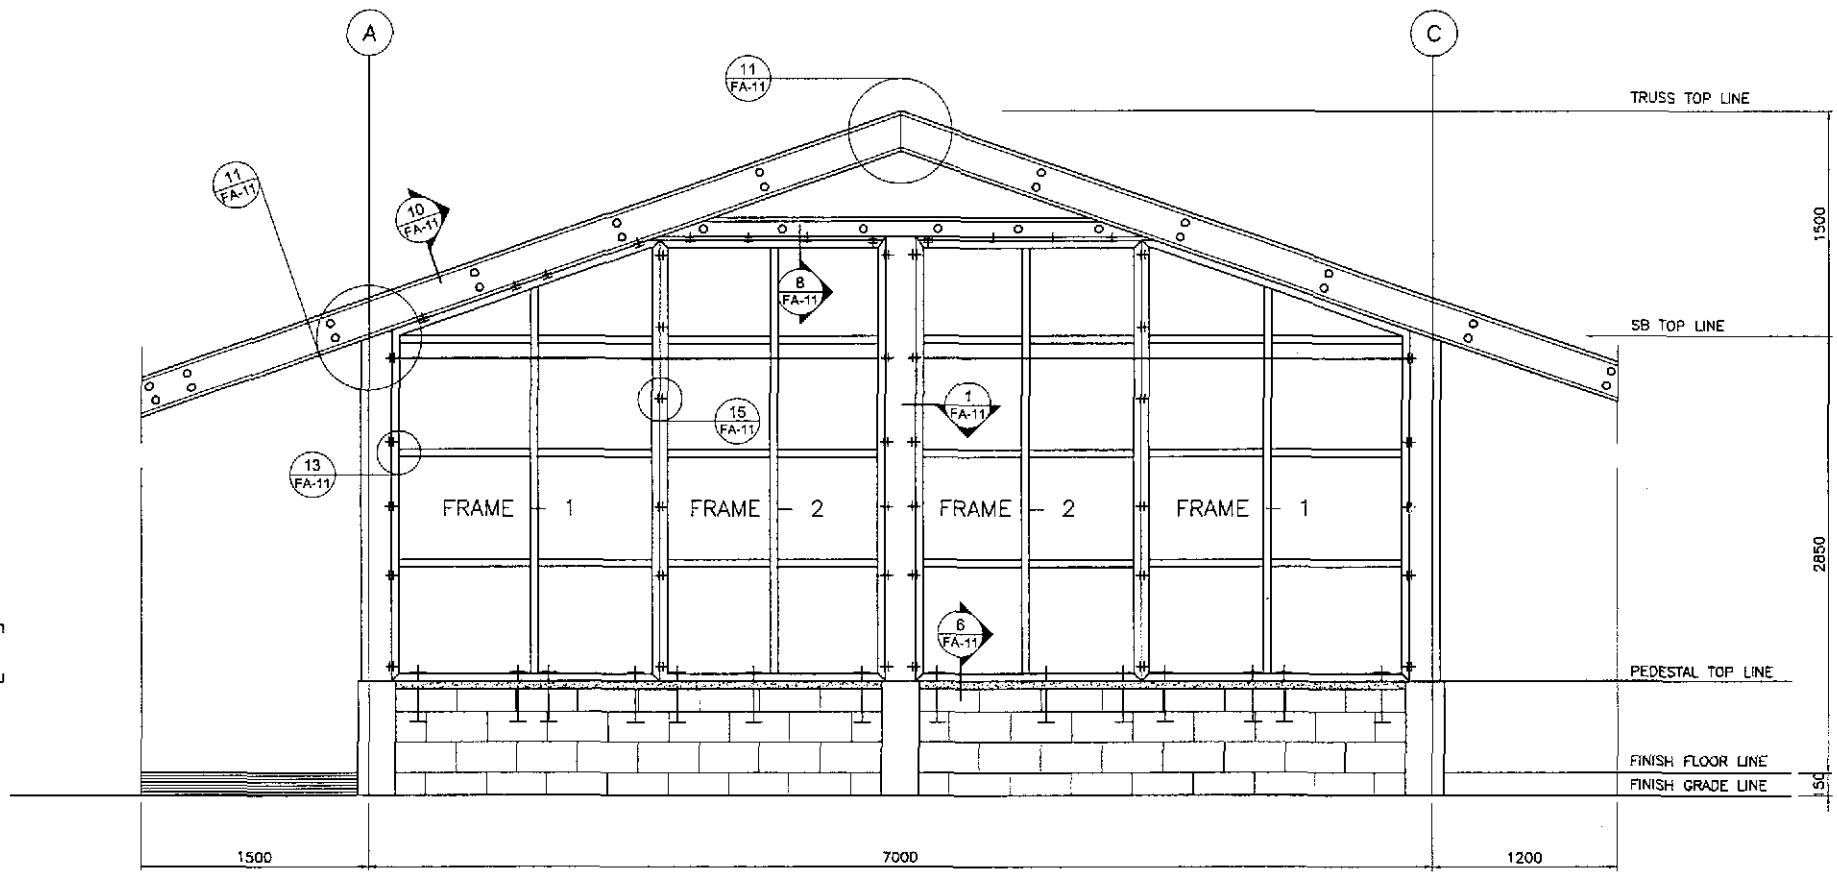 A
C
11
FA-11
TRUSS TOP LINE
11
FA-11
10
FA-11
1500
8
FA-11
SB TOP LINE
1
FA-11
15
FA-11
13
FA-11
FRAME - 1
FRAME - 2
FRAME - 2
FRAME - 1
2850
6
FA-11
PEDESTAL TOP LINE
FINISH FLOOR LINE
150
FINISH GRADE LINE
1500
7000
1200